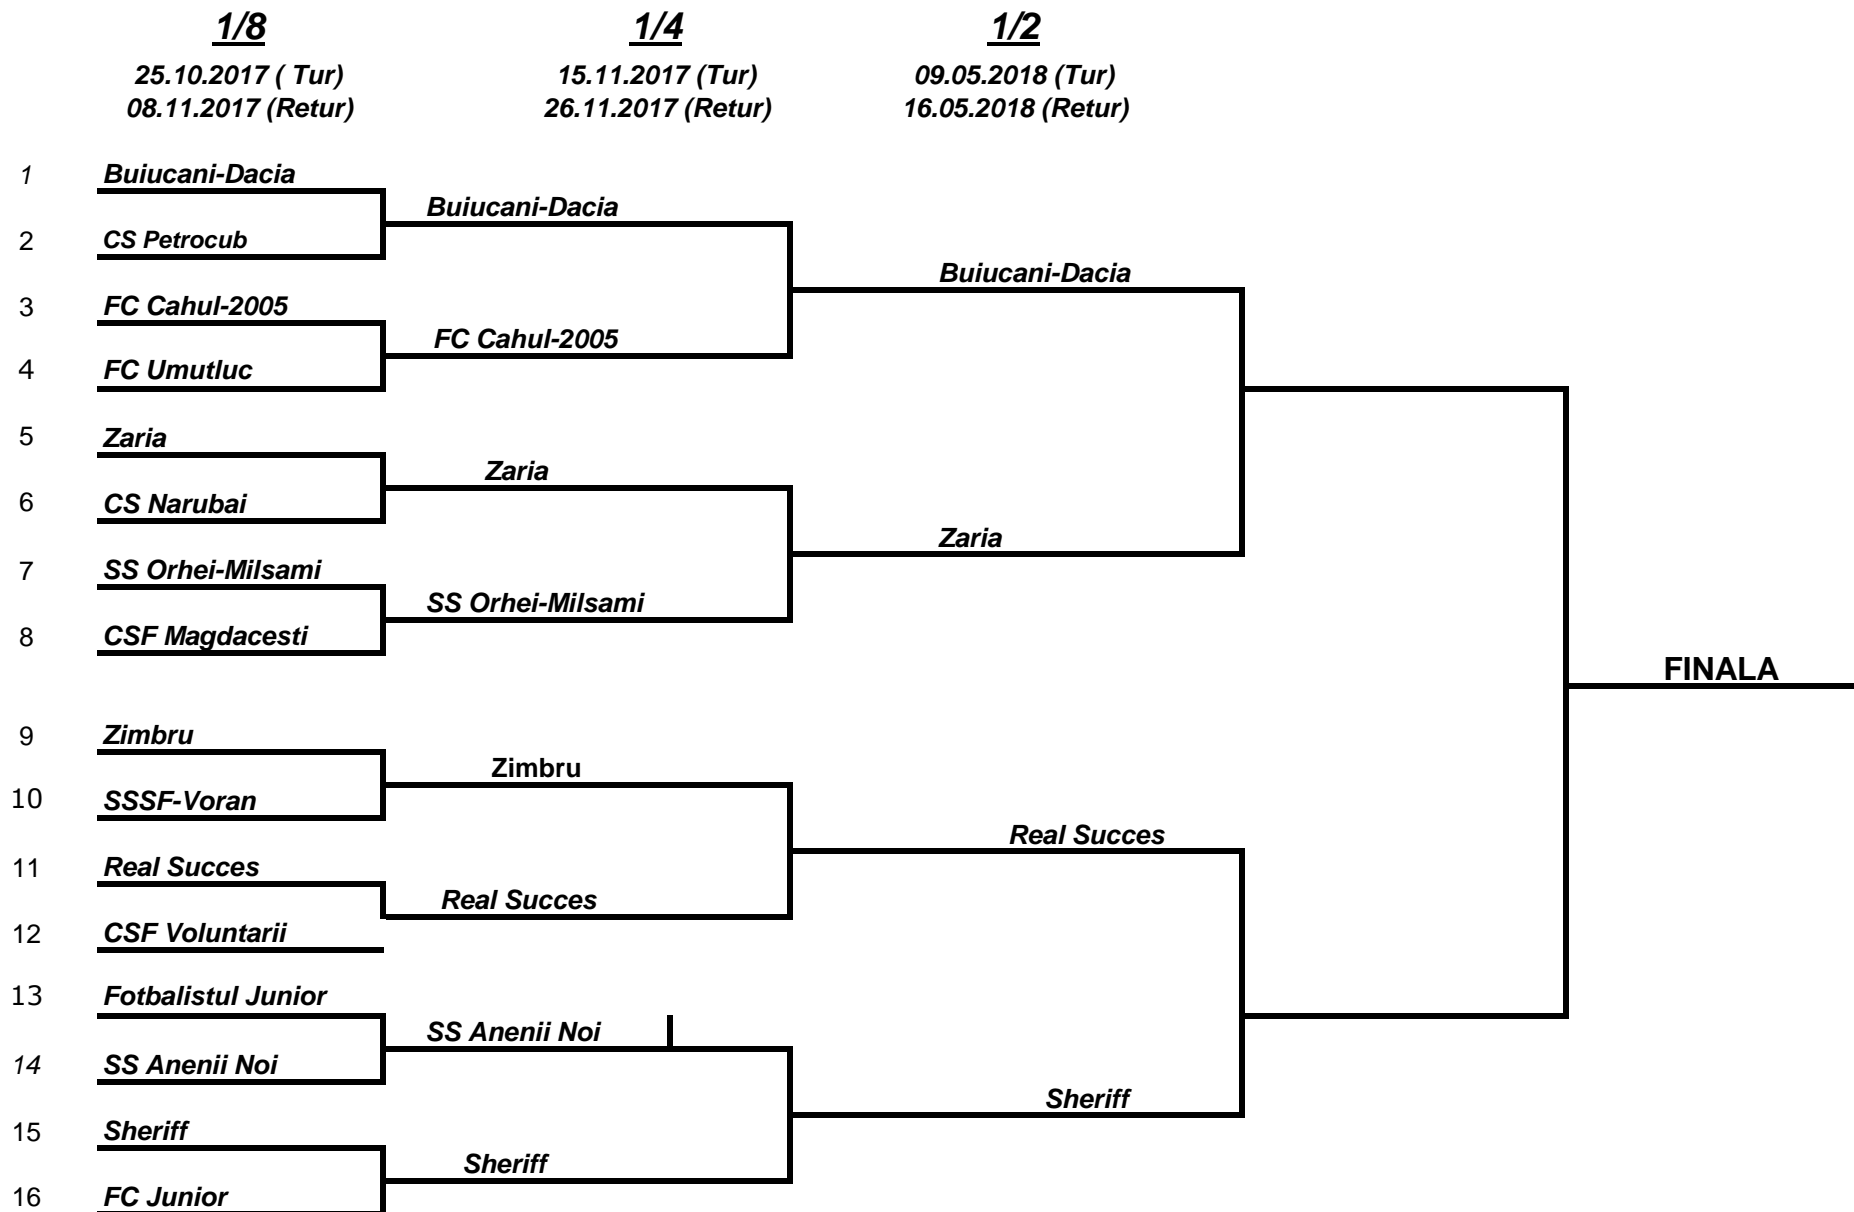 1/8 1/4 1/2
25.10.2017 ( Tur) 15.11.2017 (Tur) 09.05.2018 (Tur)
08.11.2017 (Retur) 26.11.2017 (Retur) 16.05.2018 (Retur)
1 Buiucani-Dacia
Buiucani-Dacia
2 CS Petrocub
Buiucani-Dacia
3 FC Cahul-2005
FC Cahul-2005
4 FC Umutluc
5 Zaria
Zaria
6 CS Narubai
Zaria
7 SS Orhei-Milsami
SS Orhei-Milsami
8 CSF Magdacesti
FINALA
9 Zimbru
Zimbru
10 SSSF-Voran
Real Succes
11 Real Succes
Real Succes
12 CSF Voluntarii
13 Fotbalistul Junior
SS Anenii Noi
14 SS Anenii Noi
Sheriff
15 Sheriff
Sheriff
16 FC Junior